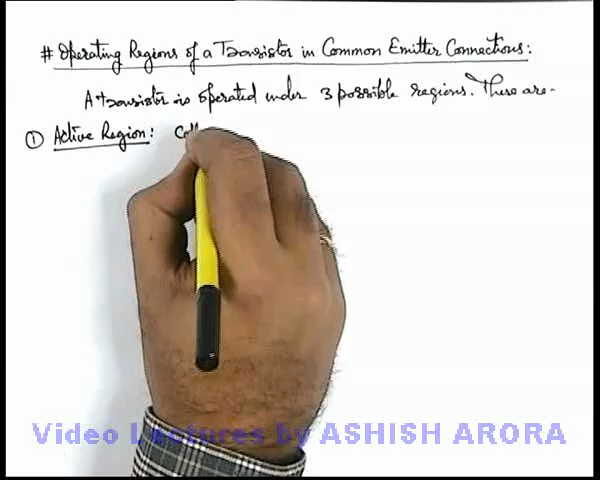 # Operating Regions of a Transistor in Common Emitter Connections:
A transistor is operated under 3 possible regions. These are-
① Active Region: Coll
Video Lectures by ASHISH ARORA